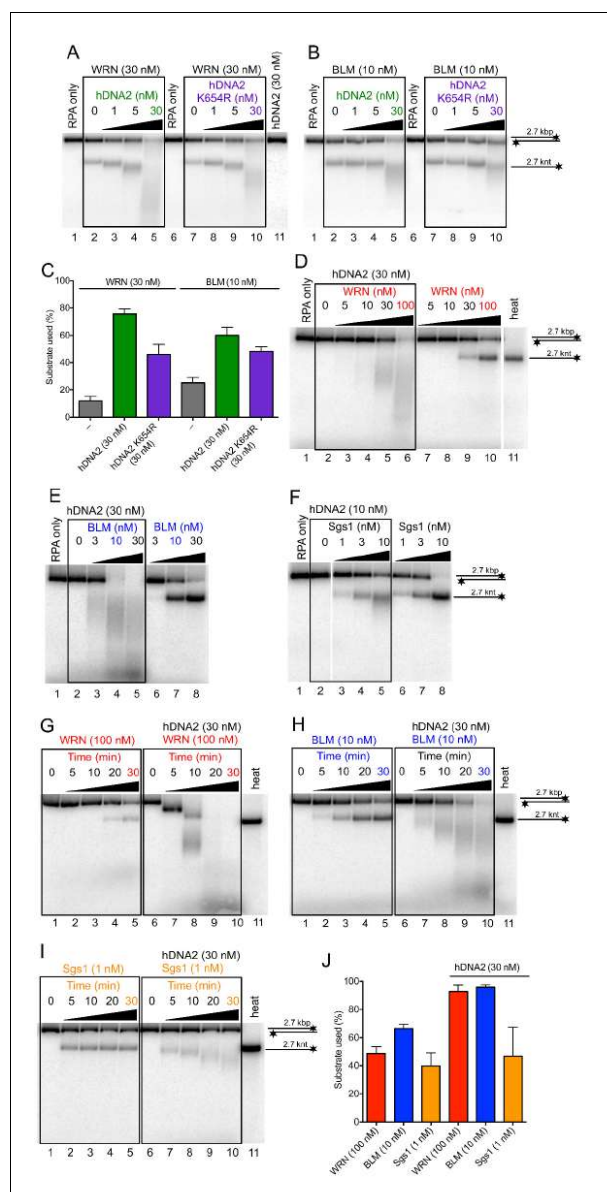 A
WRN (30 nM) WRN (30 nM)
hDNA2 (nM) hDNA2
K654R (nM)
RPA only 0 1 5 30 RPA only 0 1 5 30 hDNA2 (30 nM)
1 2 3 4 5 6 7 8 9 10 11
B
BLM (10 nM) BLM (10 nM)
hDNA2 (nM) hDNA2
K654R (nM)
RPA only 0 1 5 30 RPA only 0 1 5 30
2.7 kbp
2.7 knt
1 2 3 4 5 6 7 8 9 10
C
WRN (30 nM) BLM (10 nM)
Substrate used (%)
100
80
60
40
20
0
–
hDNA2 (30 nM)
hDNA2 K654R
(30 nM)
–
hDNA2 (30 nM)
hDNA2 K654R
(30 nM)
D
hDNA2 (30 nM)
WRN (nM) WRN (nM)
RPA only 0 5 10 30 100 5 10 30 100 heat
2.7 kbp
2.7 knt
1 2 3 4 5 6 7 8 9 10 11
E
hDNA2 (30 nM)
BLM (nM) BLM (nM)
RPA only 0 3 10 30 3 10 30
1 2 3 4 5 6 7 8
F
hDNA2 (10 nM)
Sgs1 (nM) Sgs1 (nM)
RPA only 0 1 3 10 1 3 10
2.7 kbp
2.7 knt
1 2 3 4 5 6 7 8
G
hDNA2 (30 nM)
WRN (100 nM) WRN (100 nM)
Time (min) Time (min)
0 5 10 20 30 0 5 10 20 30 heat
1 2 3 4 5 6 7 8 9 10 11
H
hDNA2 (30 nM)
BLM (10 nM) BLM (10 nM)
Time (min) Time (min)
0 5 10 20 30 0 5 10 20 30 heat
2.7 kbp
2.7 knt
1 2 3 4 5 6 7 8 9 10 11
I
hDNA2 (30 nM)
Sgs1 (1 nM) Sgs1 (1 nM)
Time (min) Time (min)
0 5 10 20 30 0 5 10 20 30 heat
2.7 kbp
2.7 knt
1 2 3 4 5 6 7 8 9 10 11
J
hDNA2 (30 nM)
Substrate used (%)
100
50
0
WRN (100 nM)
BLM (10 nM)
Sgs1 (1 nM)
WRN (100 nM)
BLM (10 nM)
Sgs1 (1 nM)